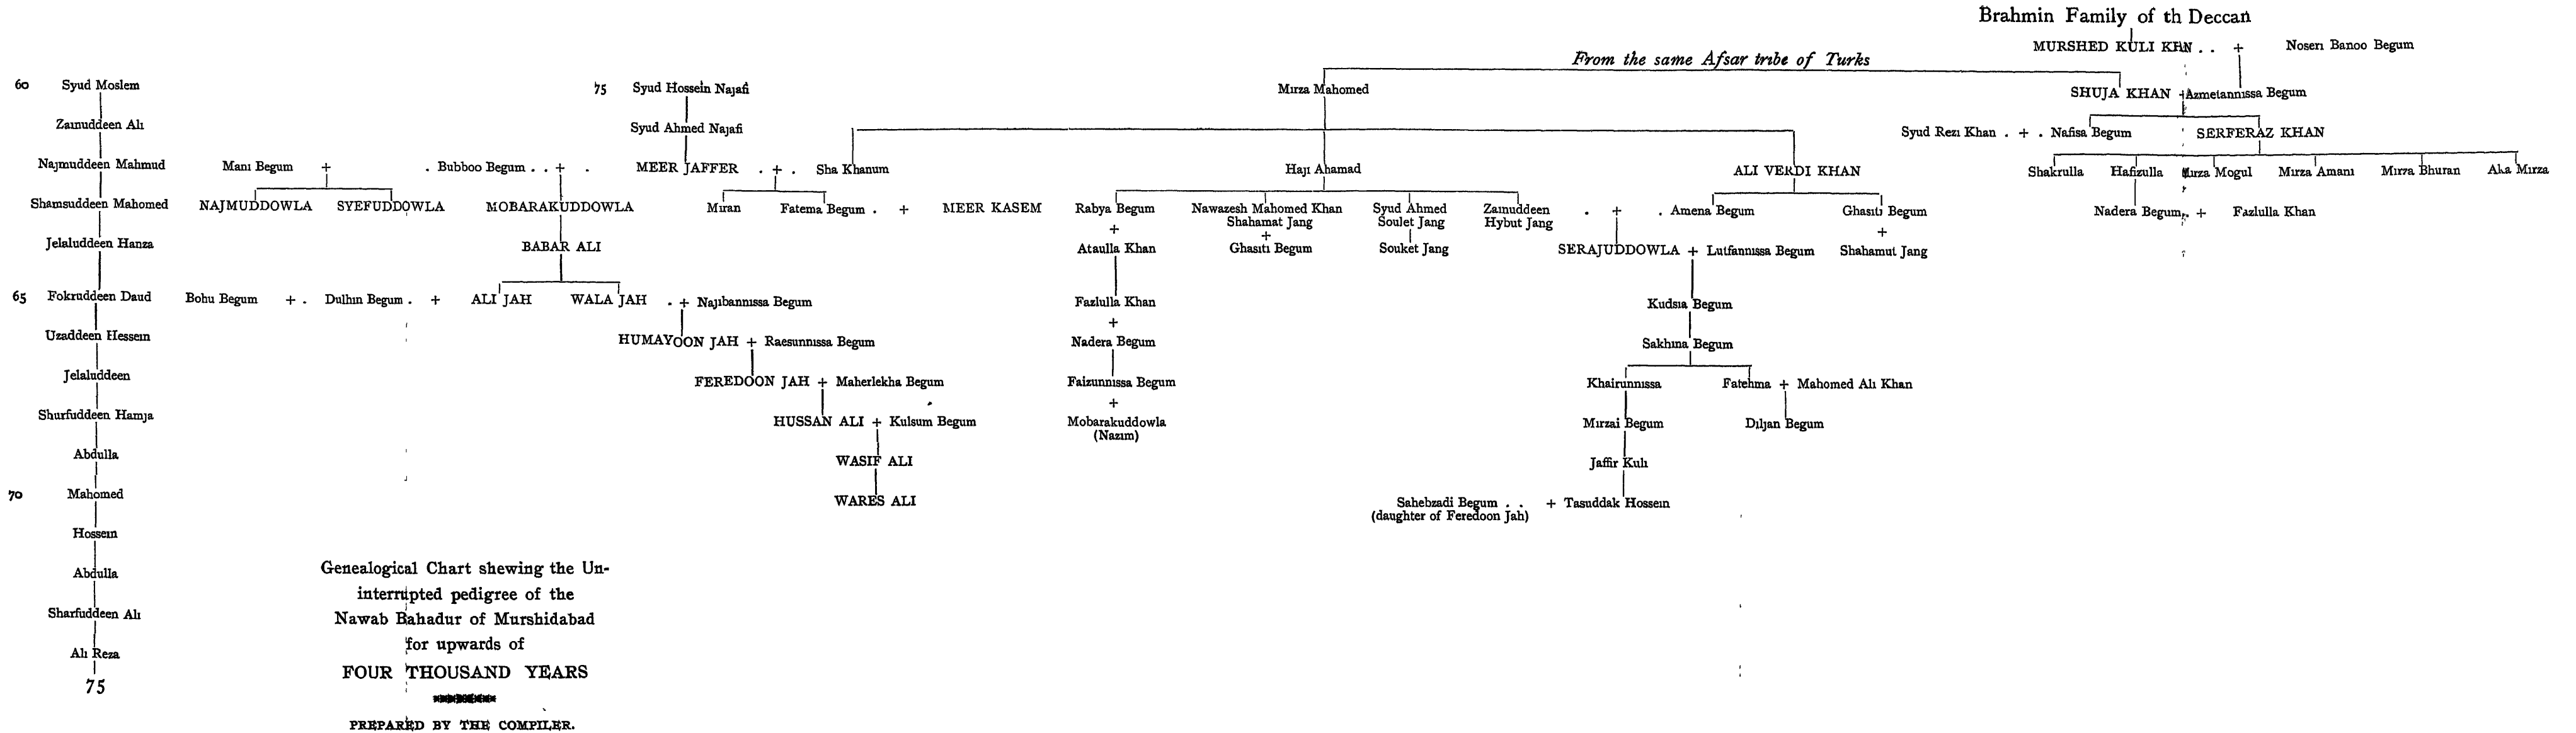 Brahmin Family of th Deccan
MURSHED KULI KHN . . + Nosen Banoo Begum
From the same Afsar tribe of Turks
60 Syud Moslem 75 Syud Hossein Najafi Mirza Mahomed SHUJA KHAN + Azmetannissa Begum
Zainuddeen Ali Syud Ahmed Najafi Syud Rezi Khan . + . Nafisa Begum SERFERAZ KHAN
Najmuddeen Mahmud Mani Begum + . Bubboo Begum . . + . MEER JAFFER . + . Sha Khanum Haji Ahamad ALI VERDI KHAN Shakrulla Hafizulla Mirza Mogul Mirza Amani Mirza Bhuran Aka Mirza
Shamsuddeen Mahomed NAJMUDDOWLA SYEFUDDOWLA MOBARAKUDDOWLA Miran Fatema Begum . + MEER KASEM Rabya Begum Nawazesh Mahomed Khan Syud Ahmed Zainuddeen . + . Amena Begum Ghasiti Begum Nadera Begum . + Fazlulla Khan
Shahamat Jang Soulet Jang Hybut Jang
+ + +
Jelaluddeen Hanza BABAR ALI Ataulla Khan Ghasiti Begum Souket Jang SERAJUDDOWLA + Lutfannissa Begum Shahamut Jang
65 Fokruddeen Daud Bohu Begum + . Dulhin Begum . + ALI JAH WALA JAH . + Najibannissa Begum Fazlulla Khan Kudsia Begum
+
Uzaddeen Hessein HUMAYOON JAH + Raesunnissa Begum Nadera Begum Sakhina Begum
Jelaluddeen FEREDOON JAH + Maherlekha Begum Faizunnissa Begum Khairunnissa Fatehma + Mahomed Ali Khan
+
Shurfuddeen Hamja HUSSAN ALI + Kulsum Begum Mobarakuddowla Mirzai Begum Diljan Begum
(Nazim)
Abdulla WASIF ALI Jaffir Kuli
70 Mahomed WARES ALI Sahebzadi Begum . . + Tasuddak Hossein
(daughter of Feredoon Jah)
Hossein
Abdulla
Sharfuddeen Ali
Ali Reza
75
Genealogical Chart shewing the Un-
interrupted pedigree of the
Nawab Bahadur of Murshidabad
for upwards of
FOUR THOUSAND YEARS
PREPARED BY THE COMPILER.